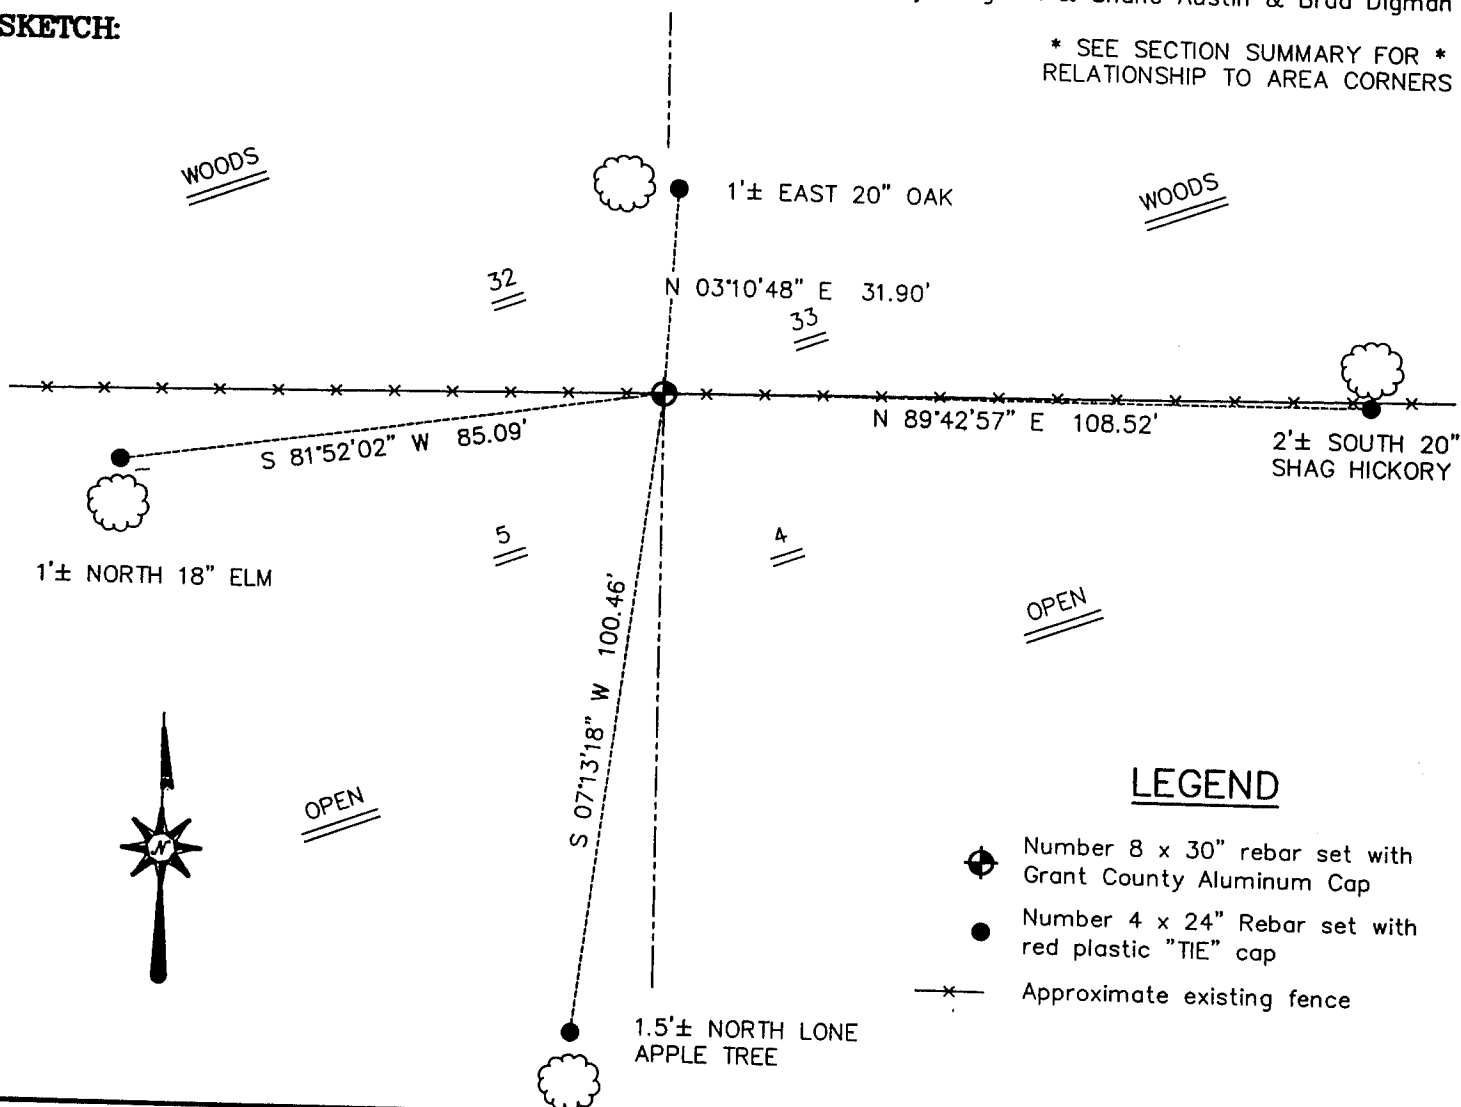 SKETCH:
& Shane Austin & Brad Digman
* SEE SECTION SUMMARY FOR *
RELATIONSHIP TO AREA CORNERS
WOODS
WOODS
1'± EAST 20" OAK
32
N 03°10'48" E 31.90'
33
N 89°42'57" E 108.52'
S 81°52'02" W 85.09'
2'± SOUTH 20"
SHAG HICKORY
5
4
1'± NORTH 18" ELM
OPEN
S 07°13'18" W 100.46'
OPEN
N
LEGEND
Number 8 x 30" rebar set with
Grant County Aluminum Cap
Number 4 x 24" Rebar set with
red plastic "TIE" cap
Approximate existing fence
1.5'± NORTH LONE
APPLE TREE